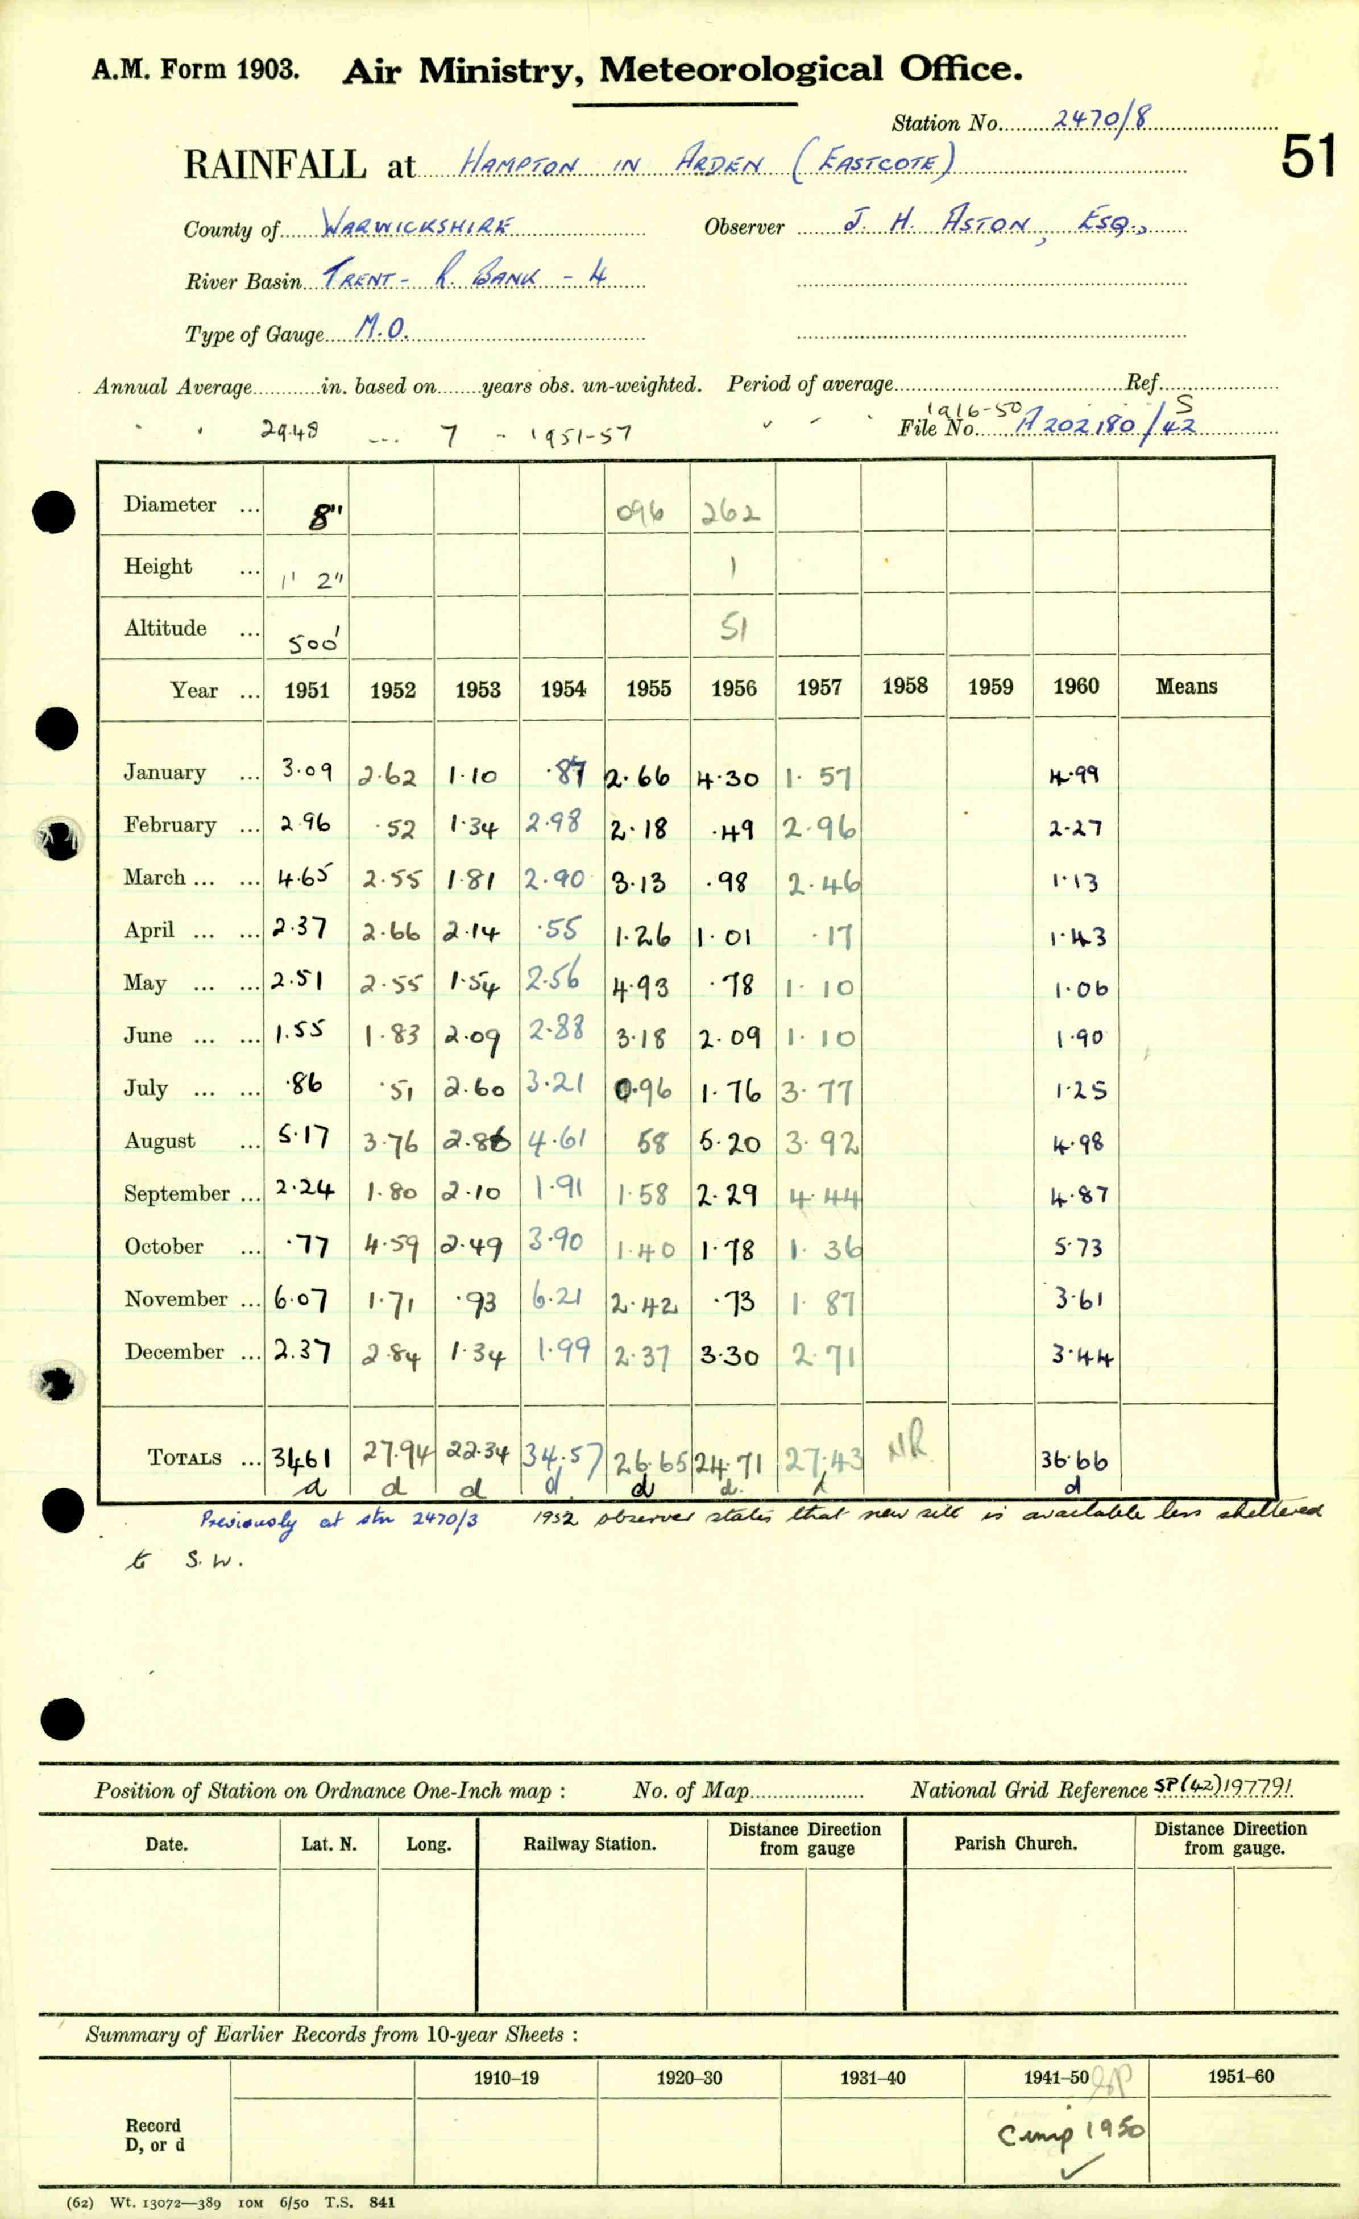 A.M. Form 1903. Air Ministry, Meteorological Office.
Station No. 2470/8
51
RAINFALL at HAMPTON IN ARDEN (EASTCOTE)
County of WARWICKSHIRE Observer J. H. ASTON, ESQ.,
River Basin TRENT - R. BANK - 4
Type of Gauge M.O.
Annual Average in. based on years obs. un-weighted. Period of average Ref.
1916-50 S
" " 29.48 ... 7 - 1951-57 File No. A202180/42
Diameter ... 8" 096 262
Height ... 1' 2" 1
Altitude ... 500' 51
Year ... 1951 1952 1953 1954 1955 1956 1957 1958 1959 1960 Means
January ... 3.09 2.62 1.10 .87 2.66 4.30 1.57 4.99
February ... 2.96 .52 1.34 2.98 2.18 .49 2.96 2.27
March ... ... 4.65 2.55 1.81 2.90 3.13 .98 2.46 1.13
April ... ... 2.37 2.66 2.14 .55 1.26 1.01 .17 1.43
May ... ... 2.51 2.55 1.54 2.56 4.93 .78 1.10 1.06
June ... ... 1.55 1.83 2.09 2.88 3.18 2.09 1.10 1.90
July ... ... .86 .51 2.60 3.21 0.96 1.76 3.77 1.25
August ... 5.17 3.76 2.86 4.61 58 5.20 3.92 4.98
September ... 2.24 1.80 2.10 1.91 1.58 2.29 4.44 4.87
October ... .77 4.59 2.49 3.90 1.40 1.78 1.36 5.73
November ... 6.07 1.71 .93 6.21 2.42 .73 1.87 3.61
December ... 2.37 2.84 1.34 1.99 2.37 3.30 2.71 3.44
TOTALS ... 34.61 27.94 22.34 34.57 26.65 24.71 27.43 NR 36.66
d d d d d d d d
Previously at stn 2470/3 1952 observer states that new site is available less sheltered
to S.W.
Position of Station on Ordnance One-Inch map : No. of Map National Grid Reference SP(42)197791
Date. Lat. N. Long. Railway Station. Distance from gauge Direction Parish Church. Distance from gauge. Direction
Summary of Earlier Records from 10-year Sheets :
1910–19 1920–30 1931–40 1941–50 1951–60
Record
D, or d
Comp 1950
(62) Wt. 13072—389 10M 6/50 T.S. 841